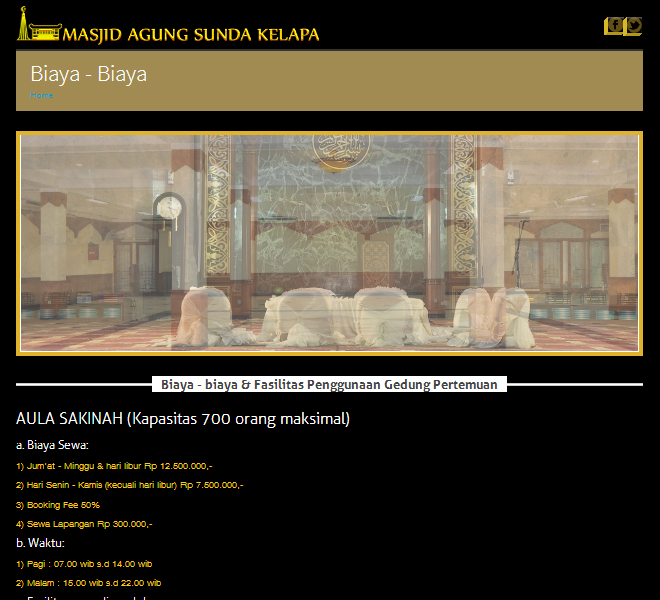 MASJID AGUNG SUNDA KELAPA
Biaya - Biaya
Home
Biaya - biaya & Fasilitas Penggunaan Gedung Pertemuan
AULA SAKINAH (Kapasitas 700 orang maksimal)
a. Biaya Sewa:
1) Jum'at - Minggu & hari libur Rp 12.500.000,-
2) Hari Senin - Kamis (kecuali hari libur) Rp 7.500.000,-
3) Booking Fee 50%
4) Sewa Lapangan Rp 300.000,-
b. Waktu:
1) Pagi : 07.00 wib s.d 14.00 wib
2) Malam : 15.00 wib s.d 22.00 wib